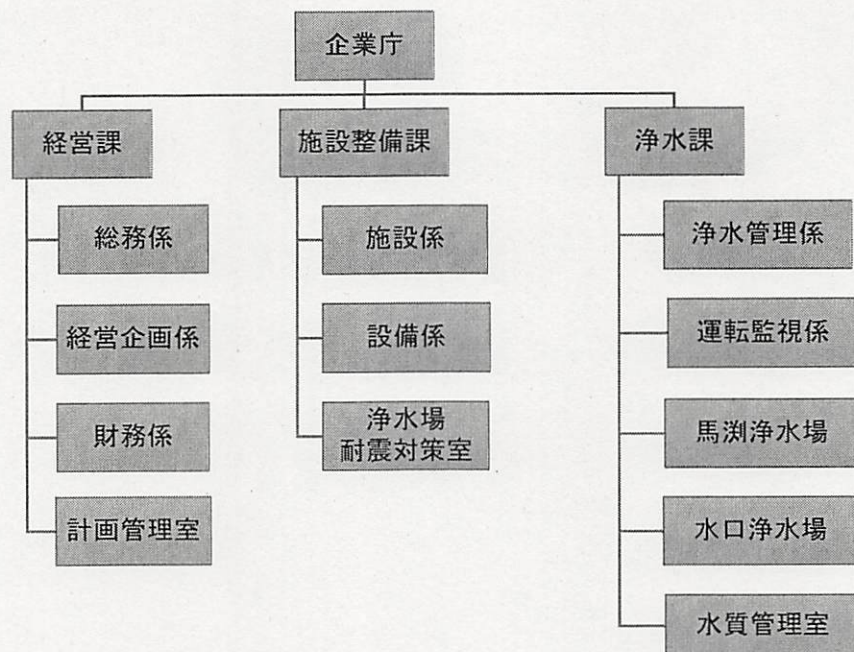 企業庁
経営課
総務係
経営企画係
財務係
計画管理室
施設整備課
施設係
設備係
浄水場
耐震対策室
浄水課
浄水管理係
運転監視係
馬渕浄水場
水口浄水場
水質管理室